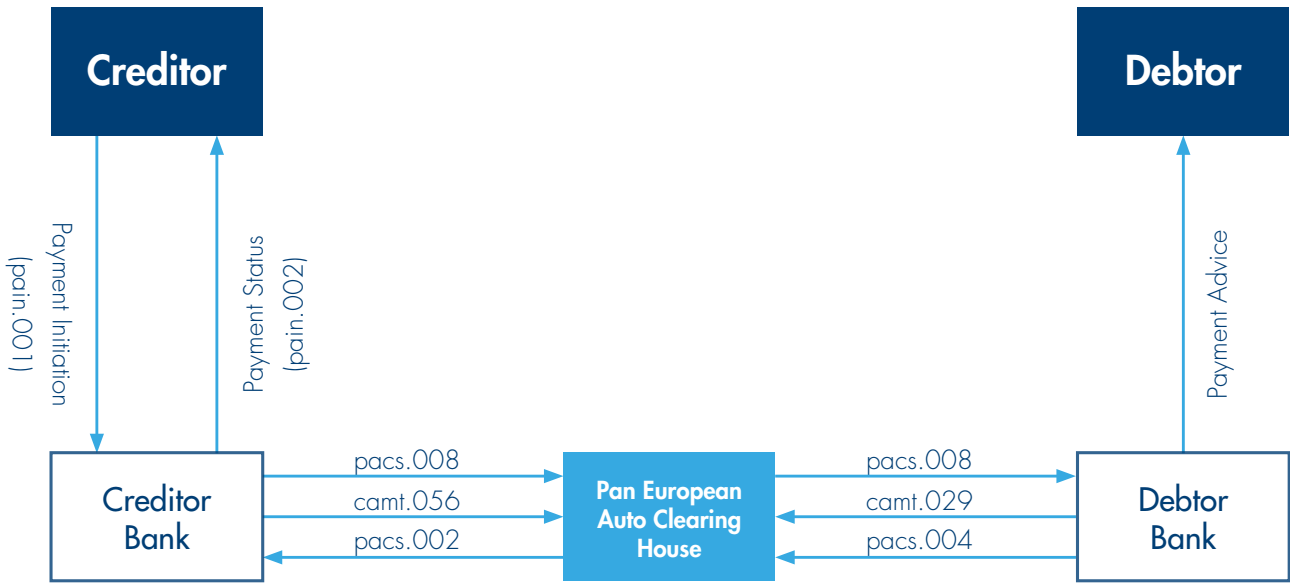 Creditor
Debtor
Payment Initiation
(pain.001)
Payment Status
(pain.002)
Payment Advice
Creditor
Bank
pacs.008
camt.056
pacs.002
Pan European
Auto Clearing
House
pacs.008
camt.029
pacs.004
Debtor
Bank